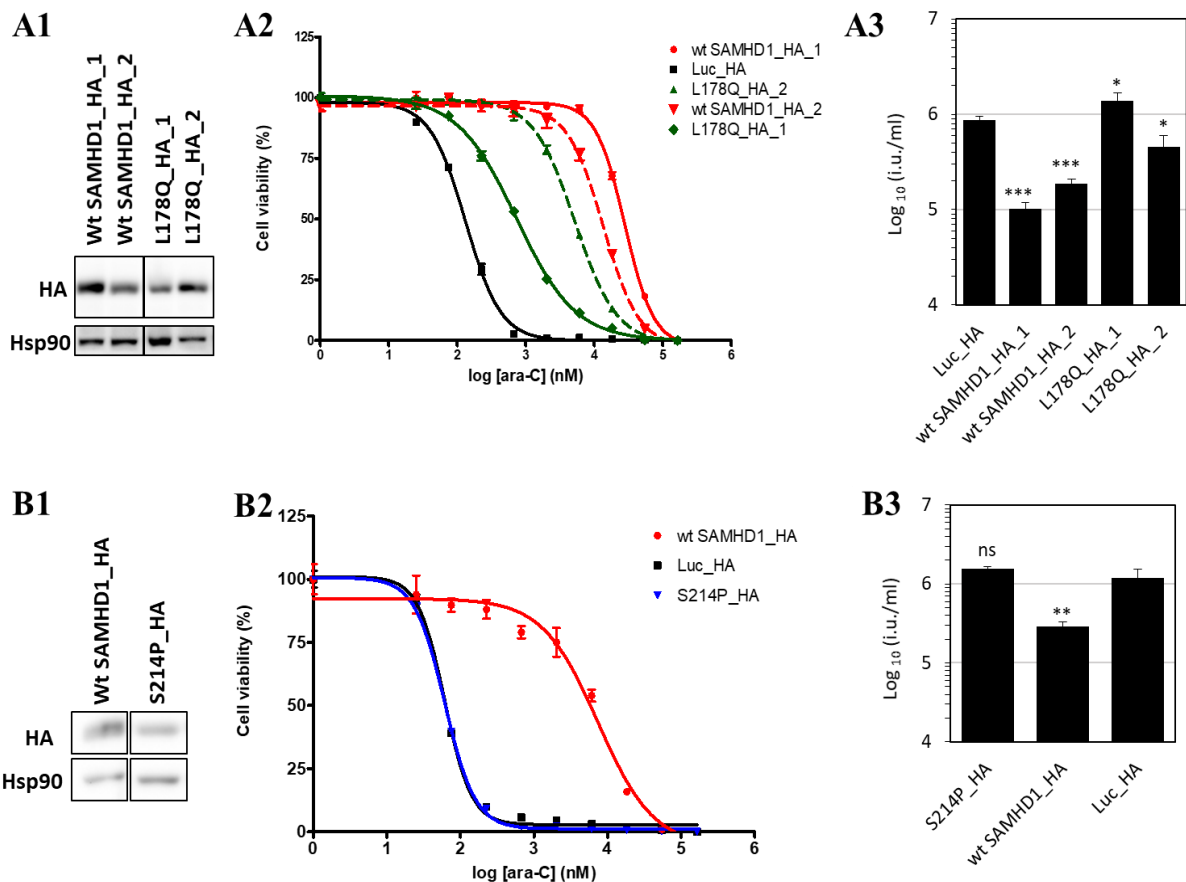 A1
Wt SAMHD1_HA_1
Wt SAMHD1_HA_2
L178Q_HA_1
L178Q_HA_2
HA
Hsp90
A2
125
100
75
50
25
0
Cell viability (%)
0 1 2 3 4 5 6
log [ara-C] (nM)
wt SAMHD1_HA_1
Luc_HA
L178Q_HA_2
wt SAMHD1_HA_2
L178Q_HA_1
A3
7
6
5
4
Log 10 (i.u./ml)
*** *** * *
Luc_HA
wt SAMHD1_HA_1
wt SAMHD1_HA_2
L178Q_HA_1
L178Q_HA_2
B1
Wt SAMHD1_HA
S214P_HA
HA
Hsp90
B2
125
100
75
50
25
0
Cell viability (%)
0 1 2 3 4 5 6
log [ara-C] (nM)
wt SAMHD1_HA
Luc_HA
S214P_HA
B3
7
6
5
4
Log 10 (i.u./ml)
ns **
S214P_HA
wt SAMHD1_HA
Luc_HA